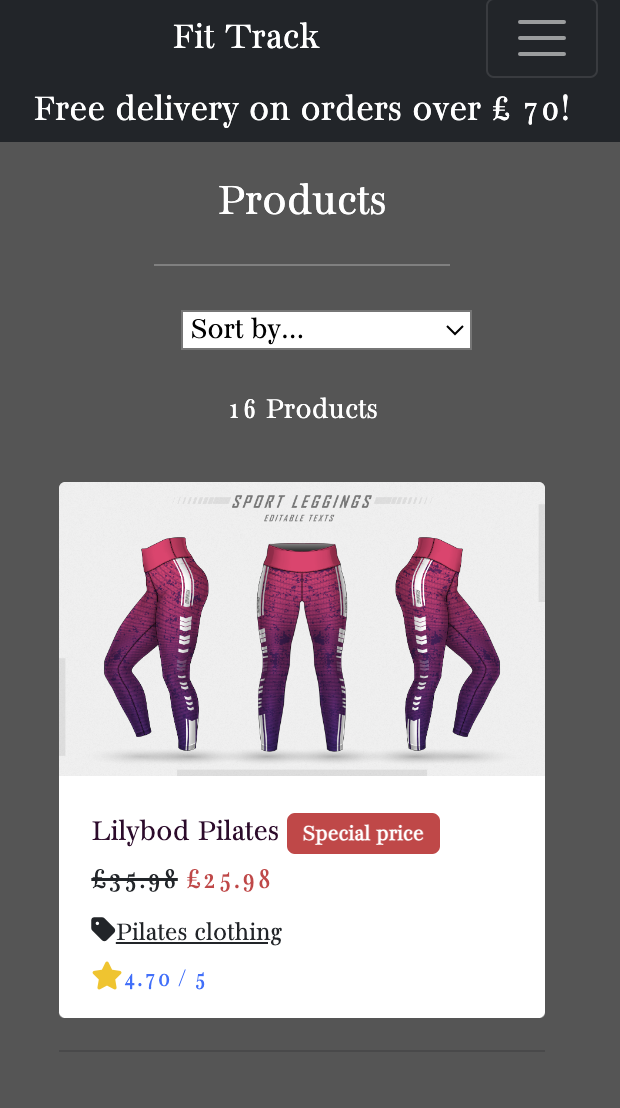 Fit Track
Free delivery on orders over £ 70!
Products
Sort by...
16 Products
SPORT LEGGINGS
EDITABLE TEXTS
Lilybod Pilates Special price
£35.98 £25.98
Pilates clothing
4.70 / 5